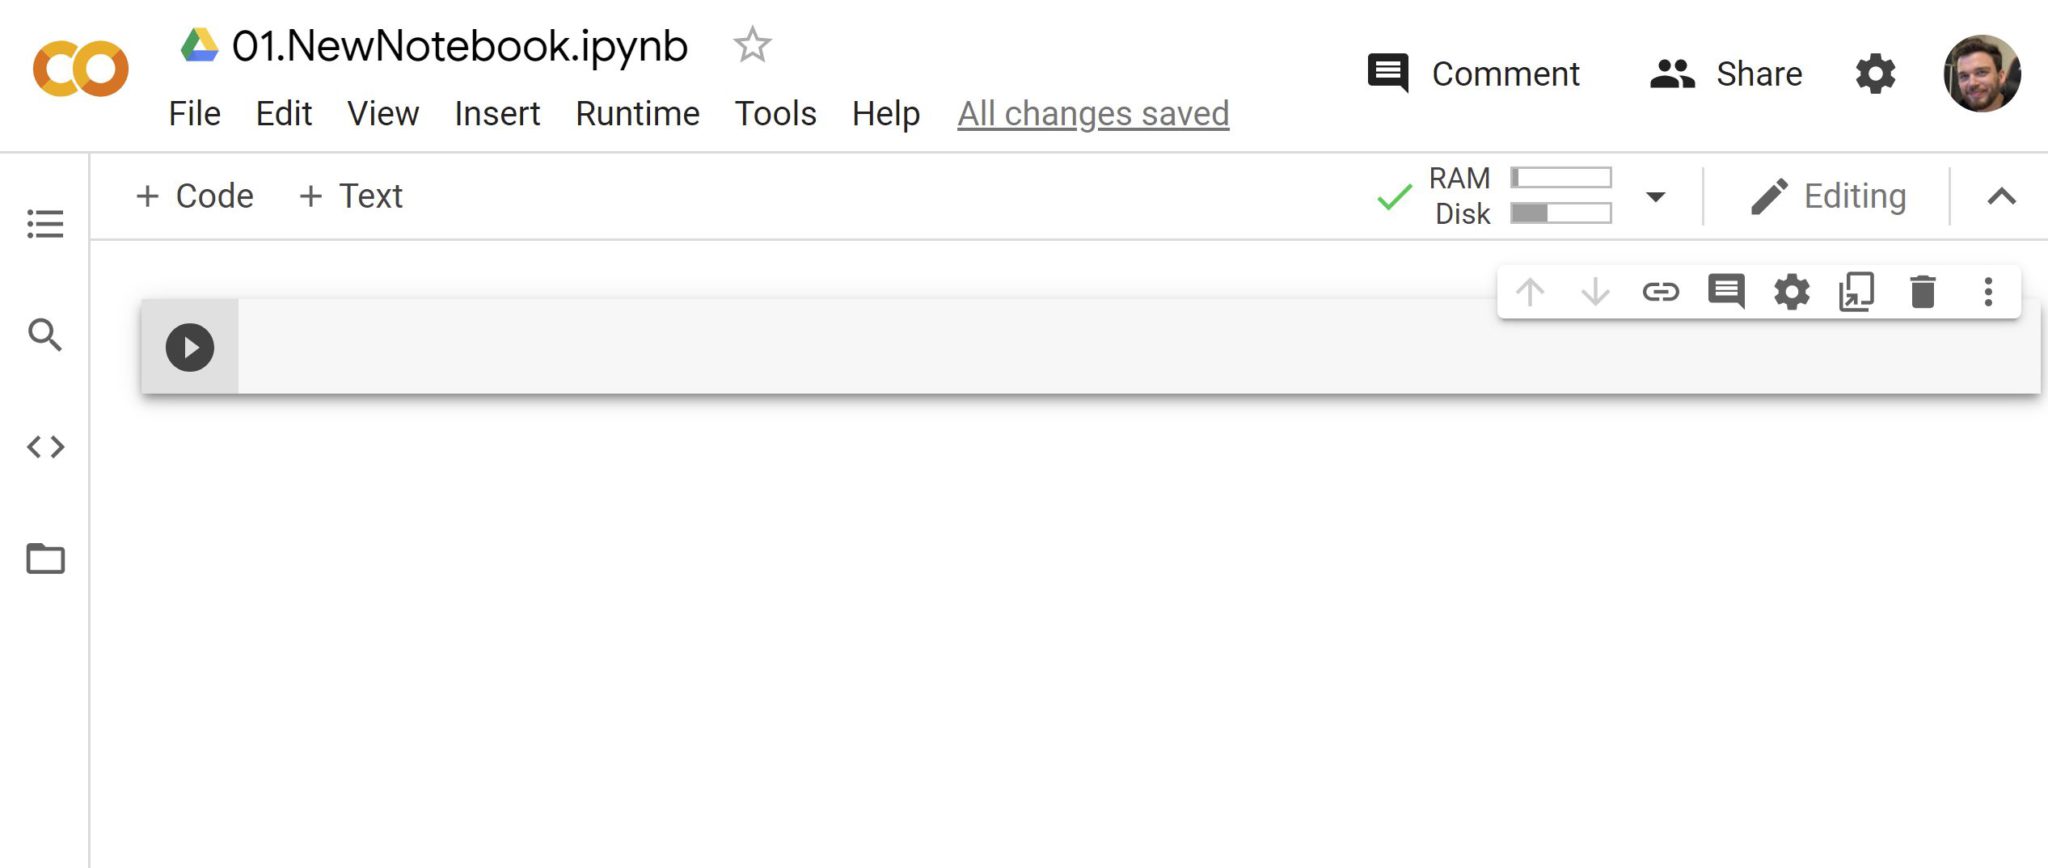 01.NewNotebook.ipynb
File Edit View Insert Runtime Tools Help All changes saved
Comment Share
+ Code + Text
RAM
Disk
Editing